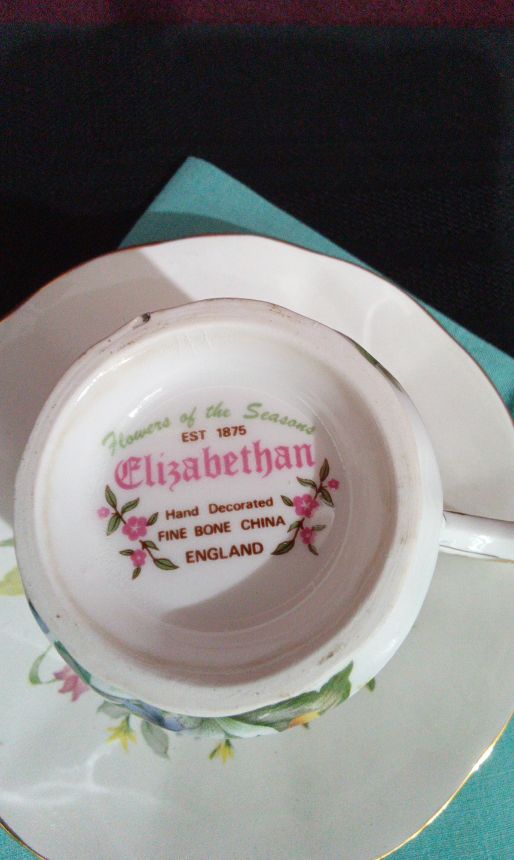 Flowers of the Seasons
EST 1875
Elizabethan
Hand Decorated
FINE BONE CHINA
ENGLAND